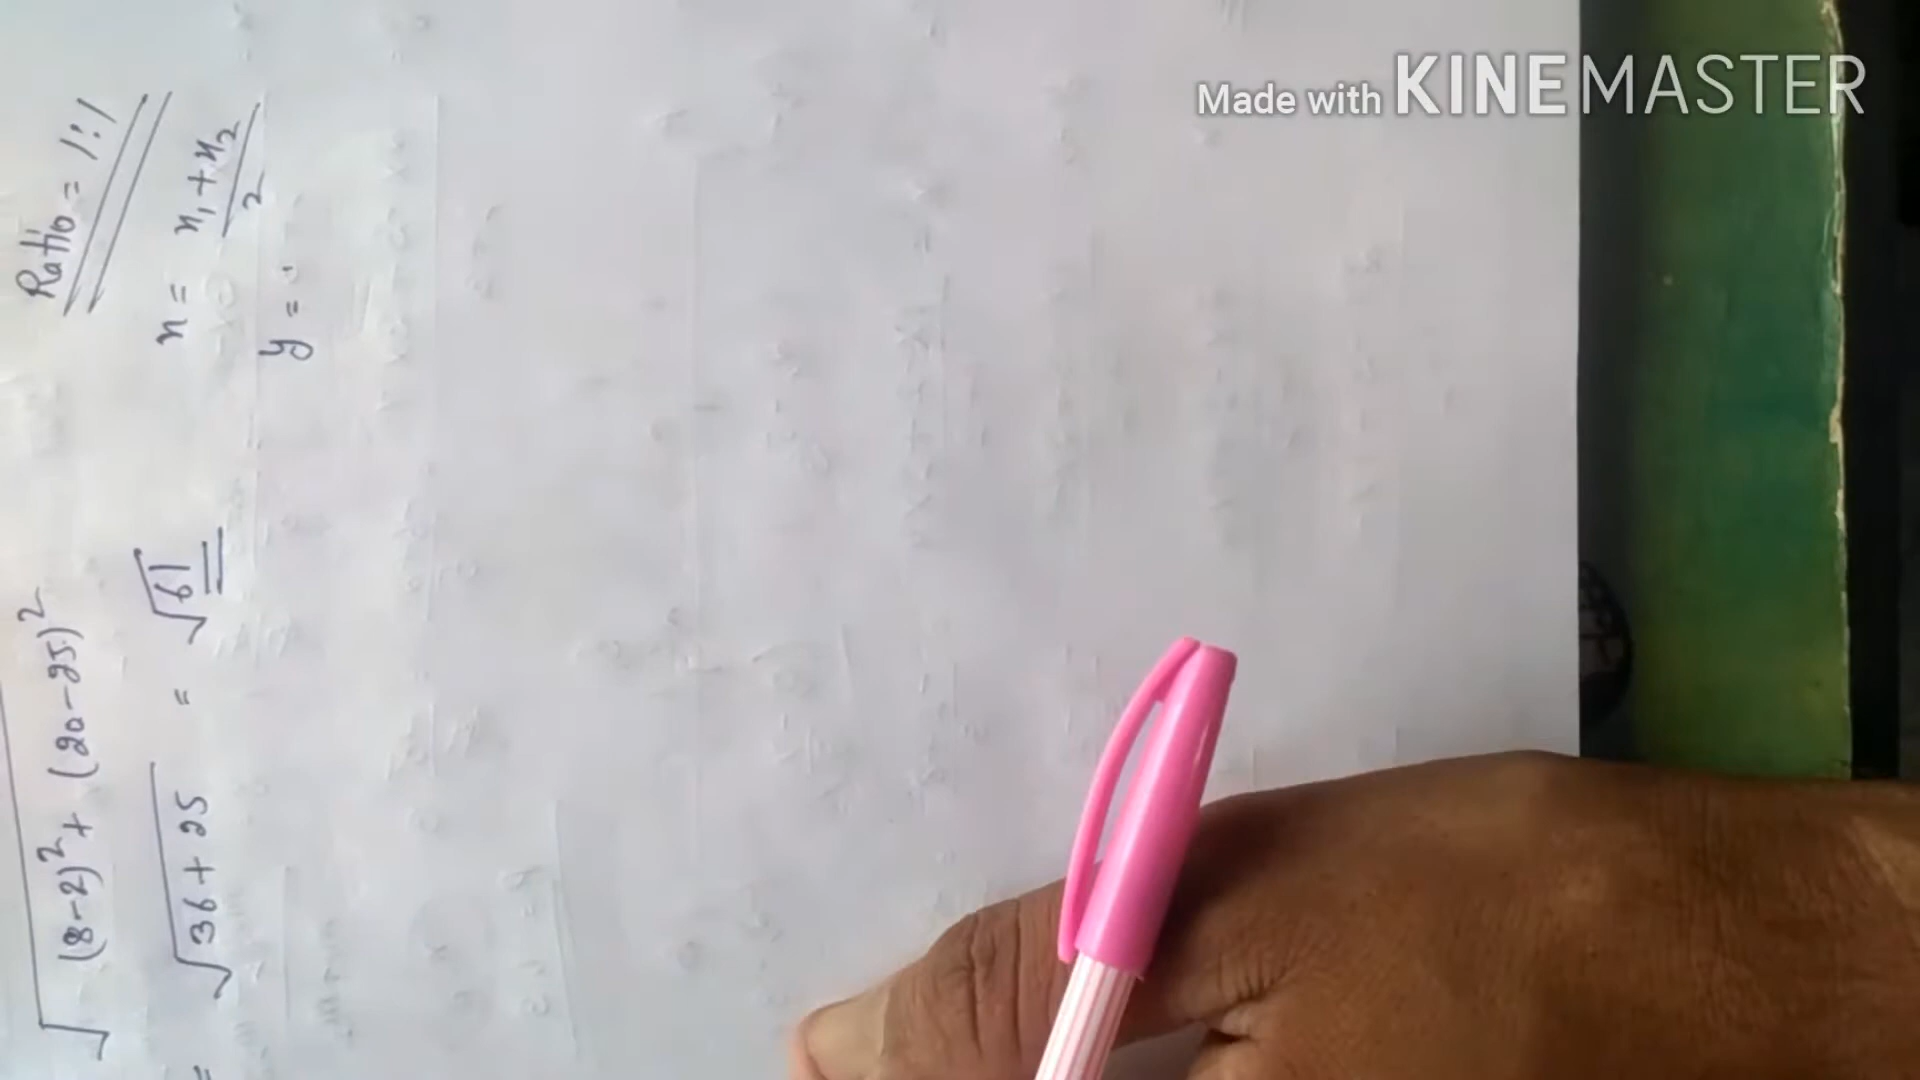 √(8-2)²+(20-25)²
= √36+25 = √61
Ratio = 1:1
x = x₁+x₂/2
y =
Made with KINEMASTER